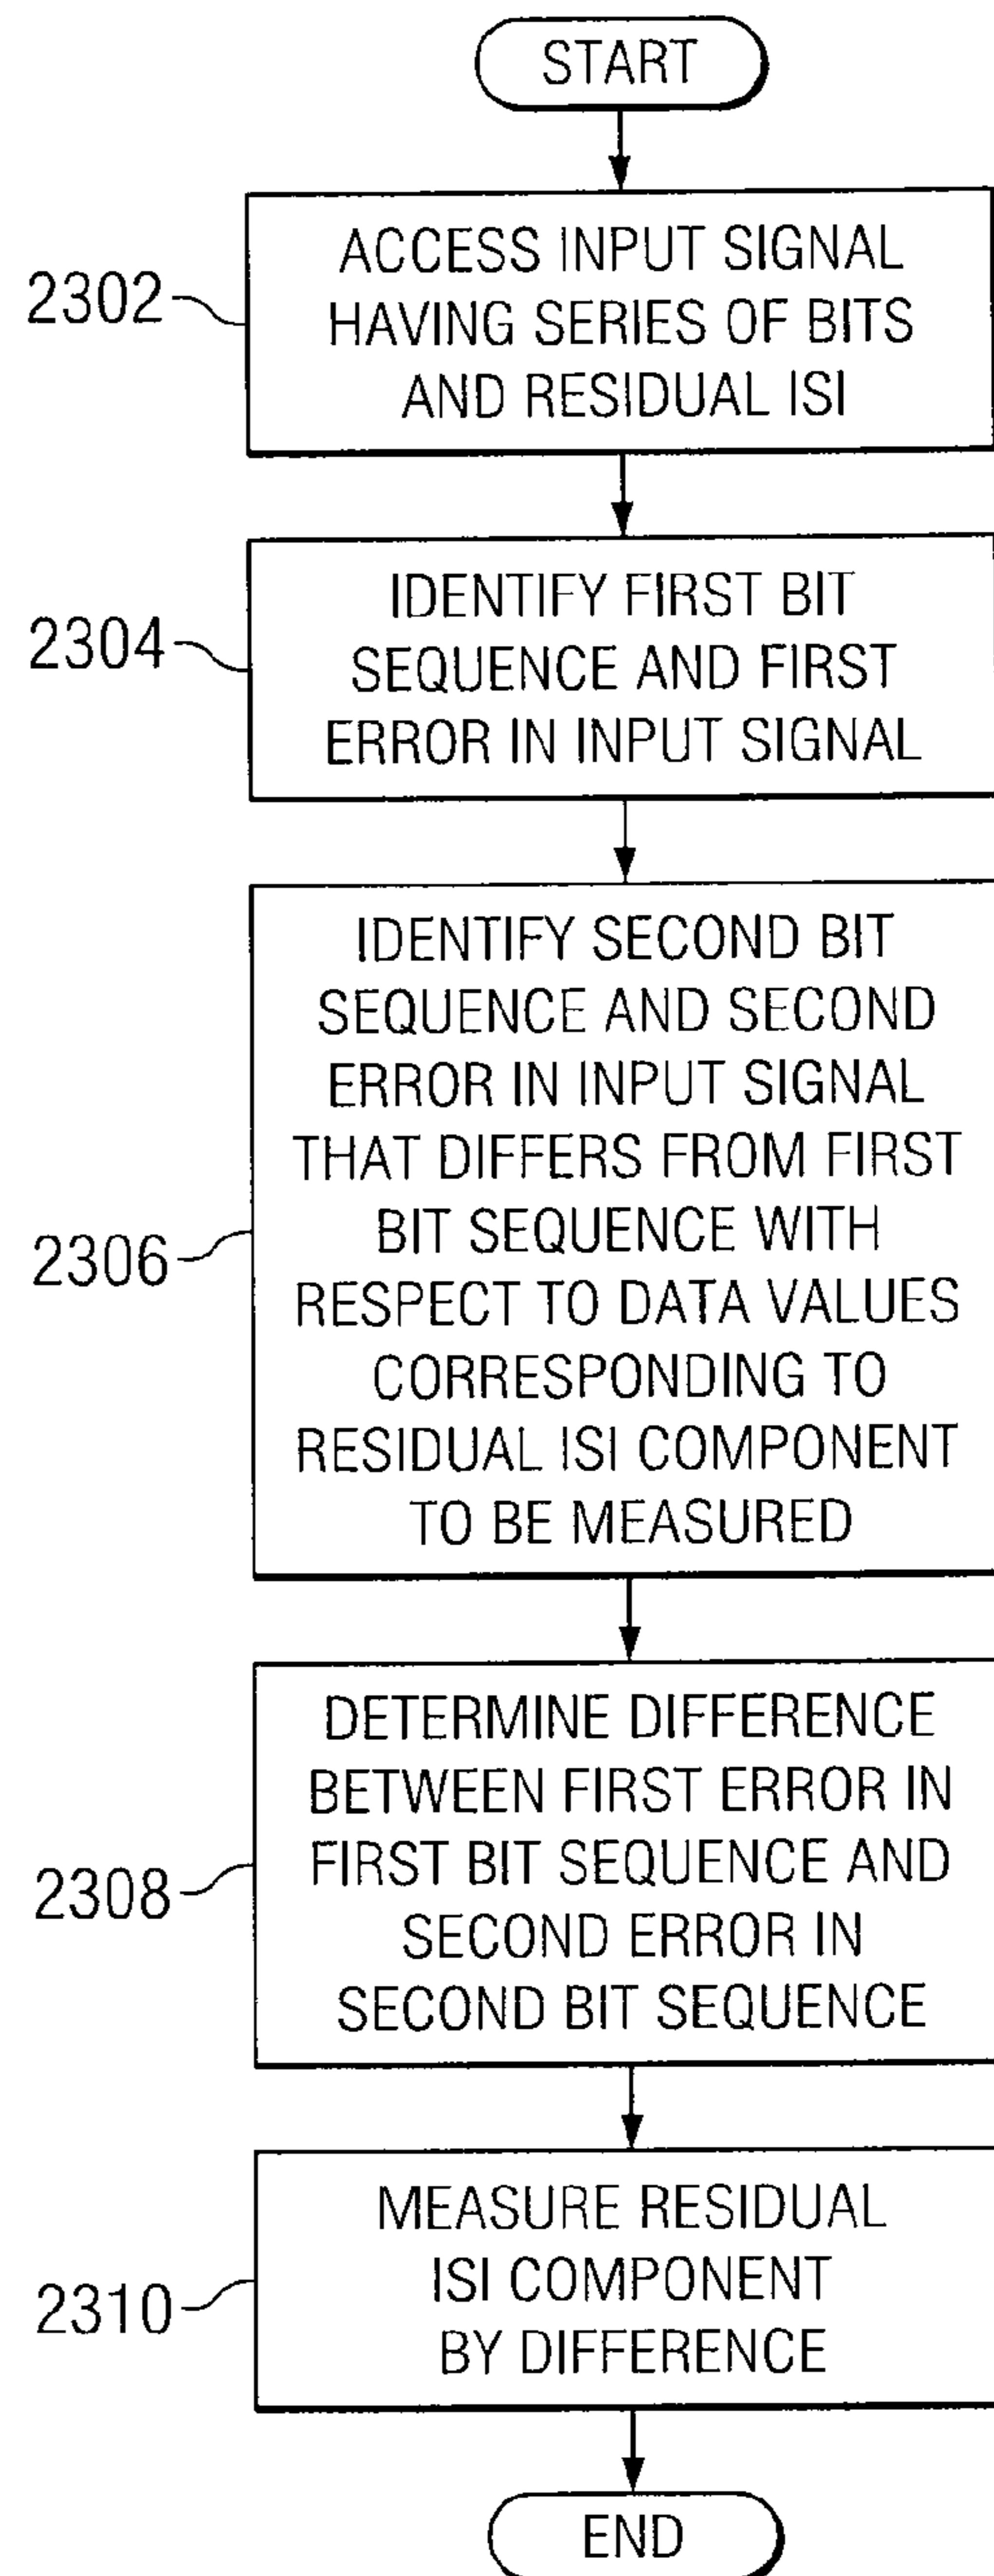 START
2302
ACCESS INPUT SIGNAL
HAVING SERIES OF BITS
AND RESIDUAL ISI
2304
IDENTIFY FIRST BIT
SEQUENCE AND FIRST
ERROR IN INPUT SIGNAL
2306
IDENTIFY SECOND BIT
SEQUENCE AND SECOND
ERROR IN INPUT SIGNAL
THAT DIFFERS FROM FIRST
BIT SEQUENCE WITH
RESPECT TO DATA VALUES
CORRESPONDING TO
RESIDUAL ISI COMPONENT
TO BE MEASURED
2308
DETERMINE DIFFERENCE
BETWEEN FIRST ERROR IN
FIRST BIT SEQUENCE AND
SECOND ERROR IN
SECOND BIT SEQUENCE
2310
MEASURE RESIDUAL
ISI COMPONENT
BY DIFFERENCE
END